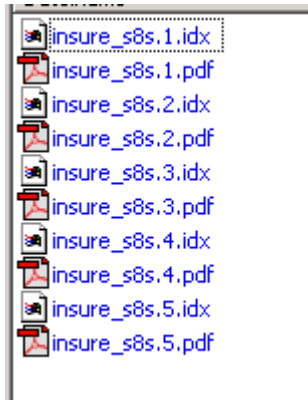 insure_s8s.1.idx
insure_s8s.1.pdf
insure_s8s.2.idx
insure_s8s.2.pdf
insure_s8s.3.idx
insure_s8s.3.pdf
insure_s8s.4.idx
insure_s8s.4.pdf
insure_s8s.5.idx
insure_s8s.5.pdf